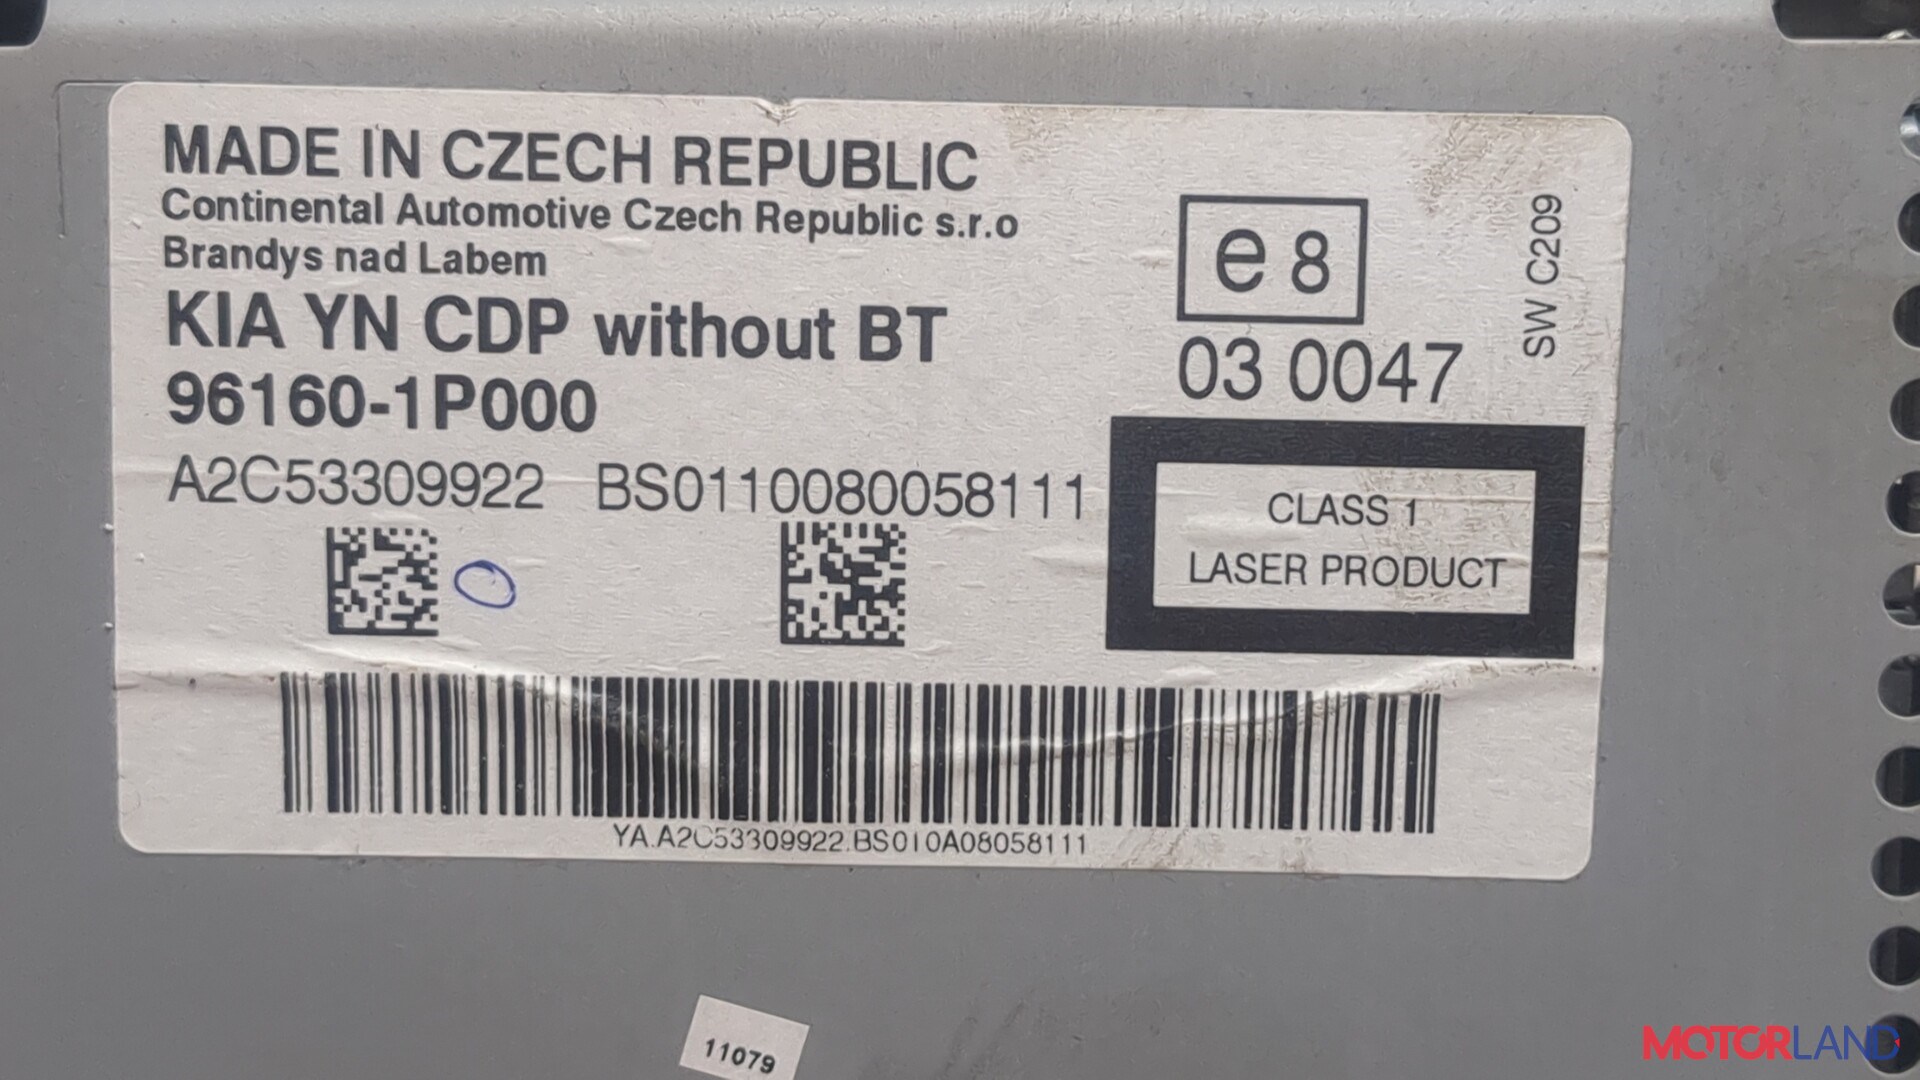 MADE IN CZECH REPUBLIC
Continental Automotive Czech Republic s.r.o
Brandys nad Labem
KIA YN CDP without BT
96160-1P000
A2C53309922 BS0110080058111
e 8
03 0047
SW C209
CLASS 1
LASER PRODUCT
YA.A2C53309922.BS010A08058111
11079
MOTORLAND